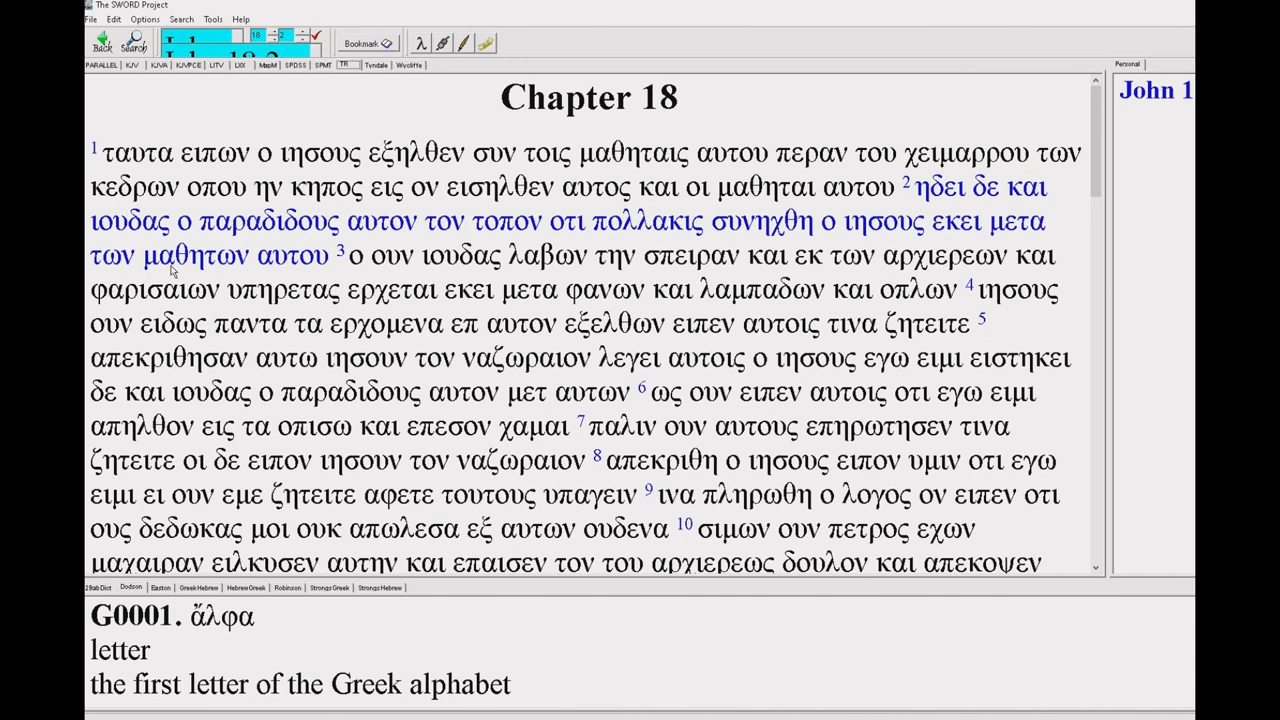 The SWORD Project
File Edit Options Search Tools Help
Back Search 18 2 Bookmark λ
PARALLEL KJV KJVA KJVPCE LITV LXX MapM SPDSS SPMT TR Tyndale Wycliffe
Personal
John 1
Chapter 18
1 ταυτα ειπων ο ιησους εξηλθεν συν τοις μαθηταις αυτου περαν του χειμαρρου των
κεδρων οπου ην κηπος εις ον εισηλθεν αυτος και οι μαθηται αυτου 2 ηδει δε και
ιουδας ο παραδιδους αυτον τον τοπον οτι πολλακις συνηχθη ο ιησους εκει μετα
των μαθητων αυτου 3 ο ουν ιουδας λαβων την σπειραν και εκ των αρχιερεων και
φαρισαιων υπηρετας ερχεται εκει μετα φανων και λαμπαδων και οπλων 4 ιησους
ουν ειδως παντα τα ερχομενα επ αυτον εξελθων ειπεν αυτοις τινα ζητειτε 5
απεκριθησαν αυτω ιησουν τον ναζωραιον λεγει αυτοις ο ιησους εγω ειμι ειστηκει
δε και ιουδας ο παραδιδους αυτον μετ αυτων 6 ως ουν ειπεν αυτοις οτι εγω ειμι
απηλθον εις τα οπισω και επεσον χαμαι 7 παλιν ουν αυτους επηρωτησεν τινα
ζητειτε οι δε ειπον ιησουν τον ναζωραιον 8 απεκριθη ο ιησους ειπον υμιν οτι εγω
ειμι ει ουν εμε ζητειτε αφετε τουτους υπαγειν 9 ινα πληρωθη ο λογος ον ειπεν οτι
ους δεδωκας μοι ουκ απωλεσα εξ αυτων ουδενα 10 σιμων ουν πετρος εχων
μαχαιραν ειλκυσεν αυτην και επαισεν τον του αρχιερεως δουλον και απεκοψεν
2BabDict Dodson Easton GreekHebrew HebrewGreek Robinson StrongsGreek StrongsHebrew
G0001. ἄλφα
letter
the first letter of the Greek alphabet